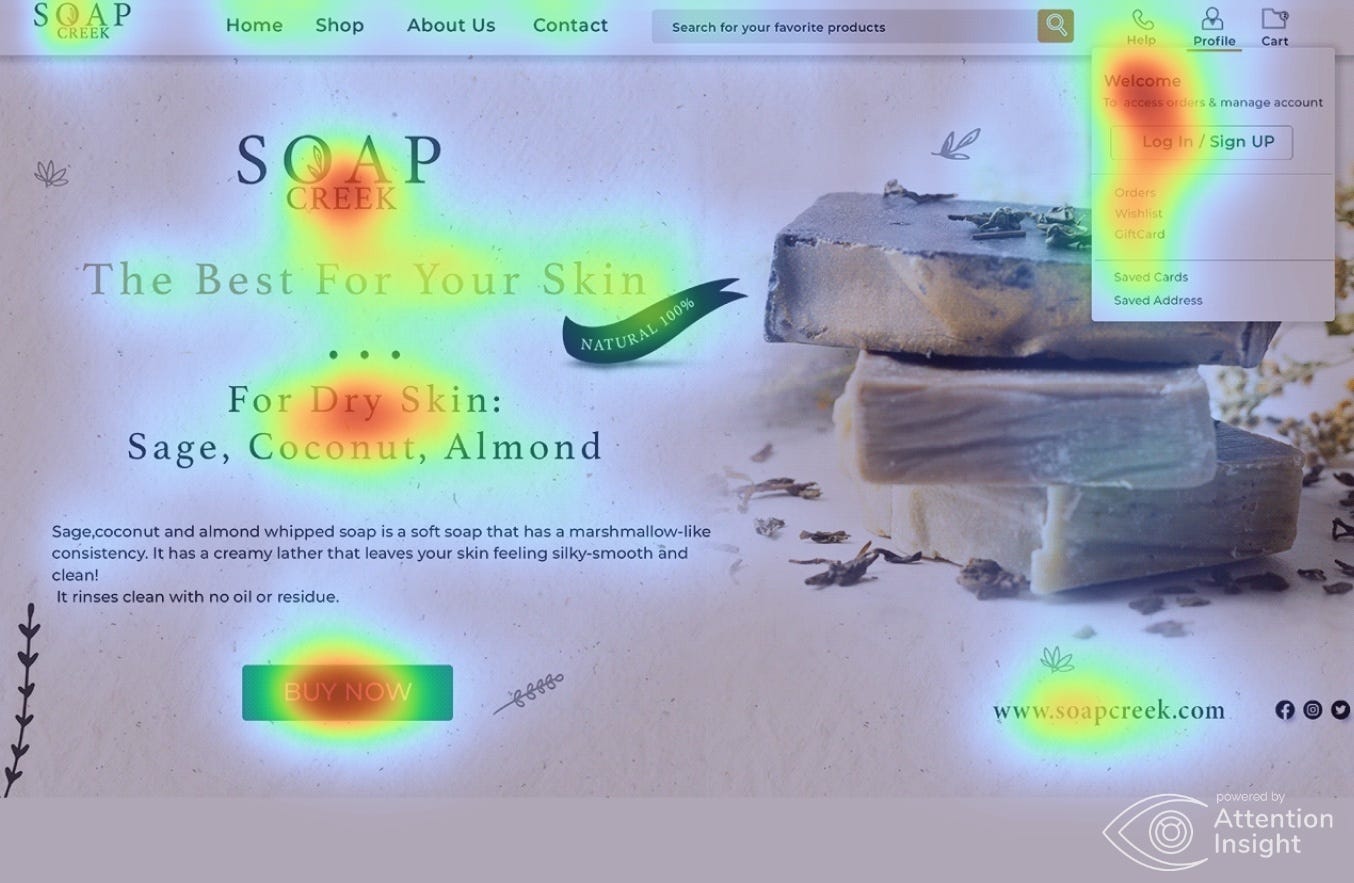 SOAP
CREEK
Home
Shop
About Us
Contact
Search for your favorite products
Help
Profile
Cart
Welcome
To access orders & manage account
Log In / Sign UP
Orders
Wishlist
GiftCard
Saved Cards
Saved Address
SOAP
CREEK
The Best For Your Skin
NATURAL 100%
For Dry Skin:
Sage, Coconut, Almond
Sage,coconut and almond whipped soap is a soft soap that has a marshmallow-like
consistency. It has a creamy lather that leaves your skin feeling silky-smooth and
clean!
It rinses clean with no oil or residue.
BUY NOW
www.soapcreek.com
powered by
Attention
Insight